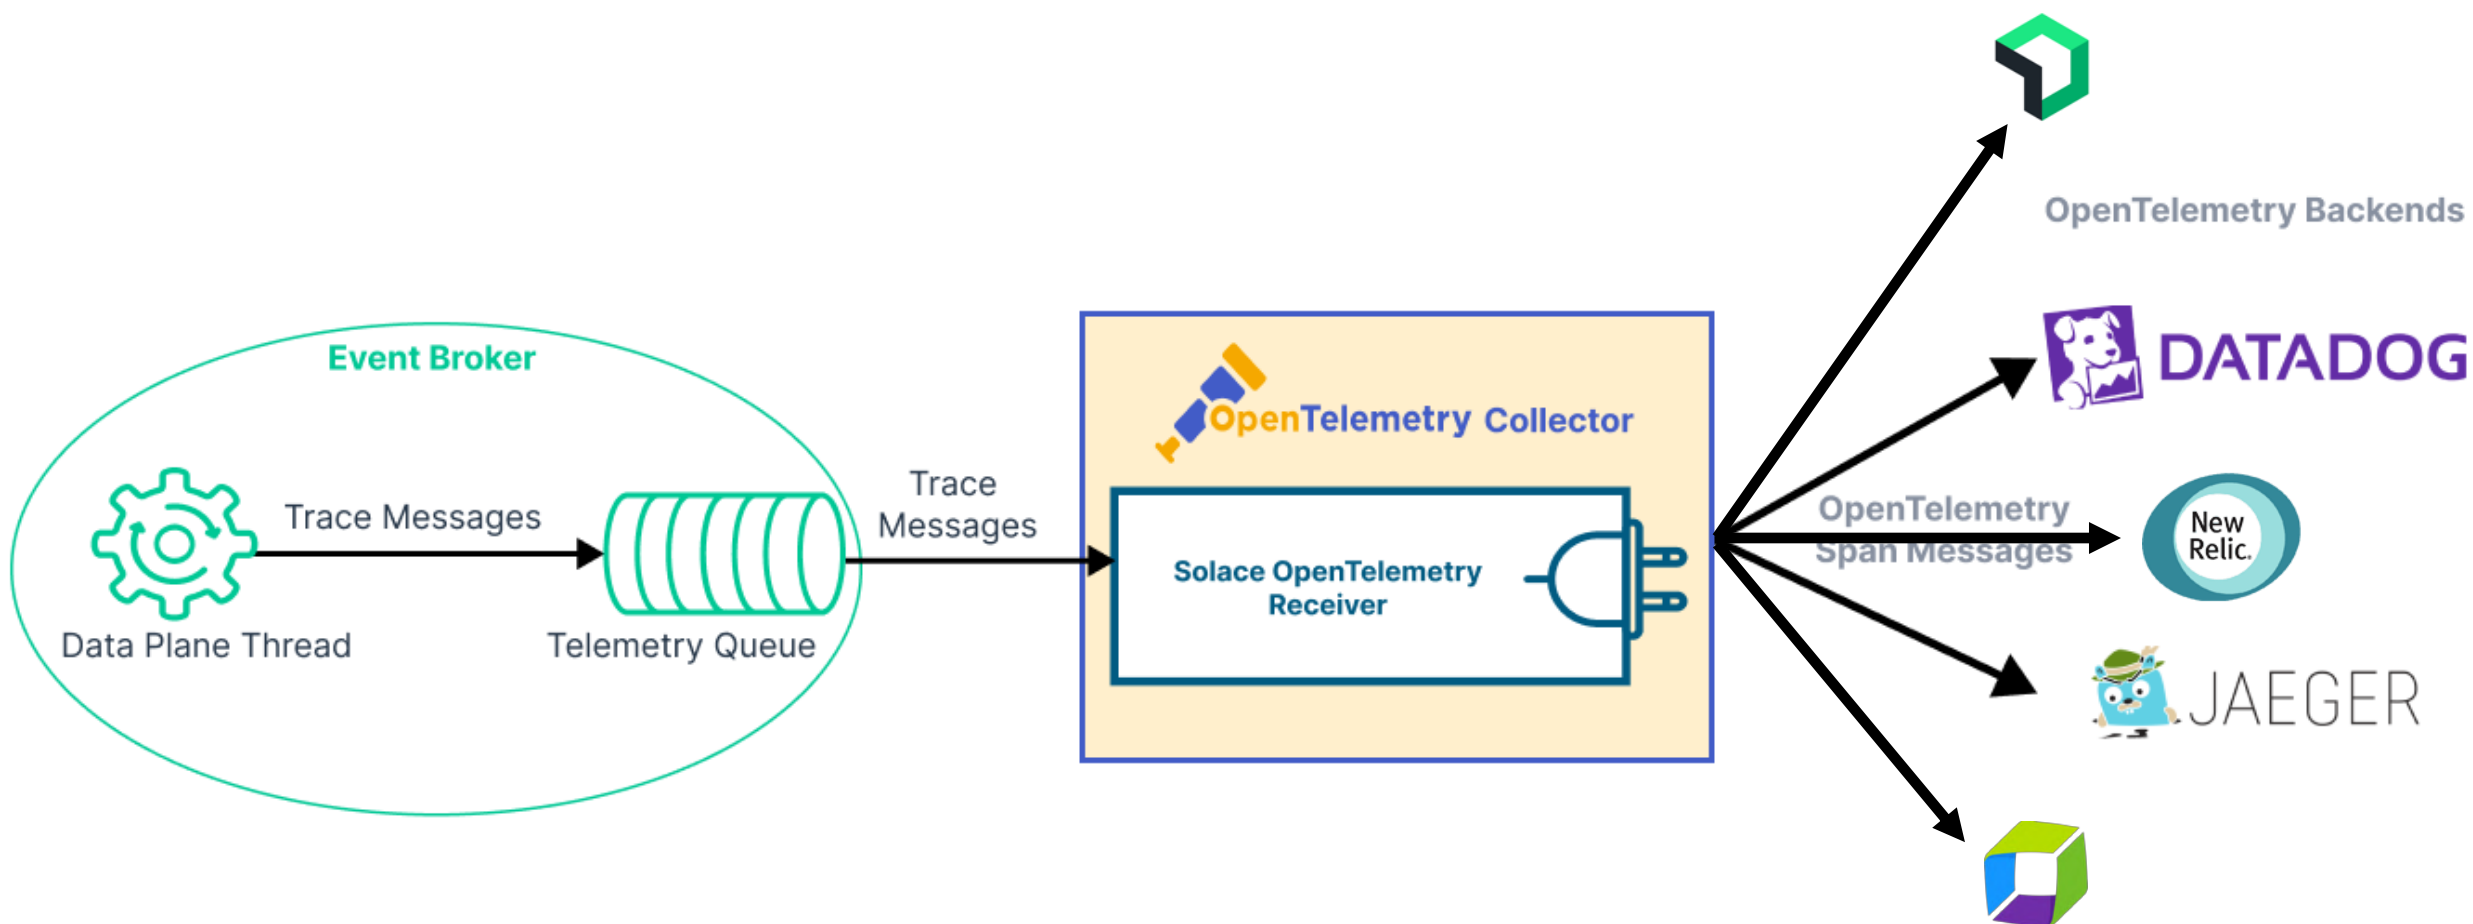 OpenTelemetry Backends
Event Broker
DATADOG
OpenTelemetry Collector
Trace
Messages
Trace Messages
OpenTelemetry
Span Messages
New
Relic.
Solace OpenTelemetry
Receiver
Data Plane Thread
Telemetry Queue
JAEGER